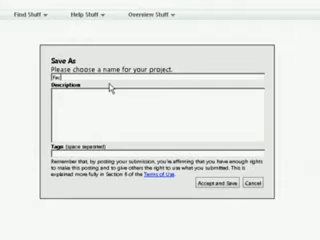 Find Stuff
Help Stuff
Overview Stuff
Save As
Please choose a name for your project.
Pac
Description
Tags (space separated)
Remember that, by posting your submission, you're affirming that you have enough rights
to make this posting and to give others the right to use what you submitted. This is
explained more fully in Section 6 of the Terms of Use.
Accept and Save
Cancel